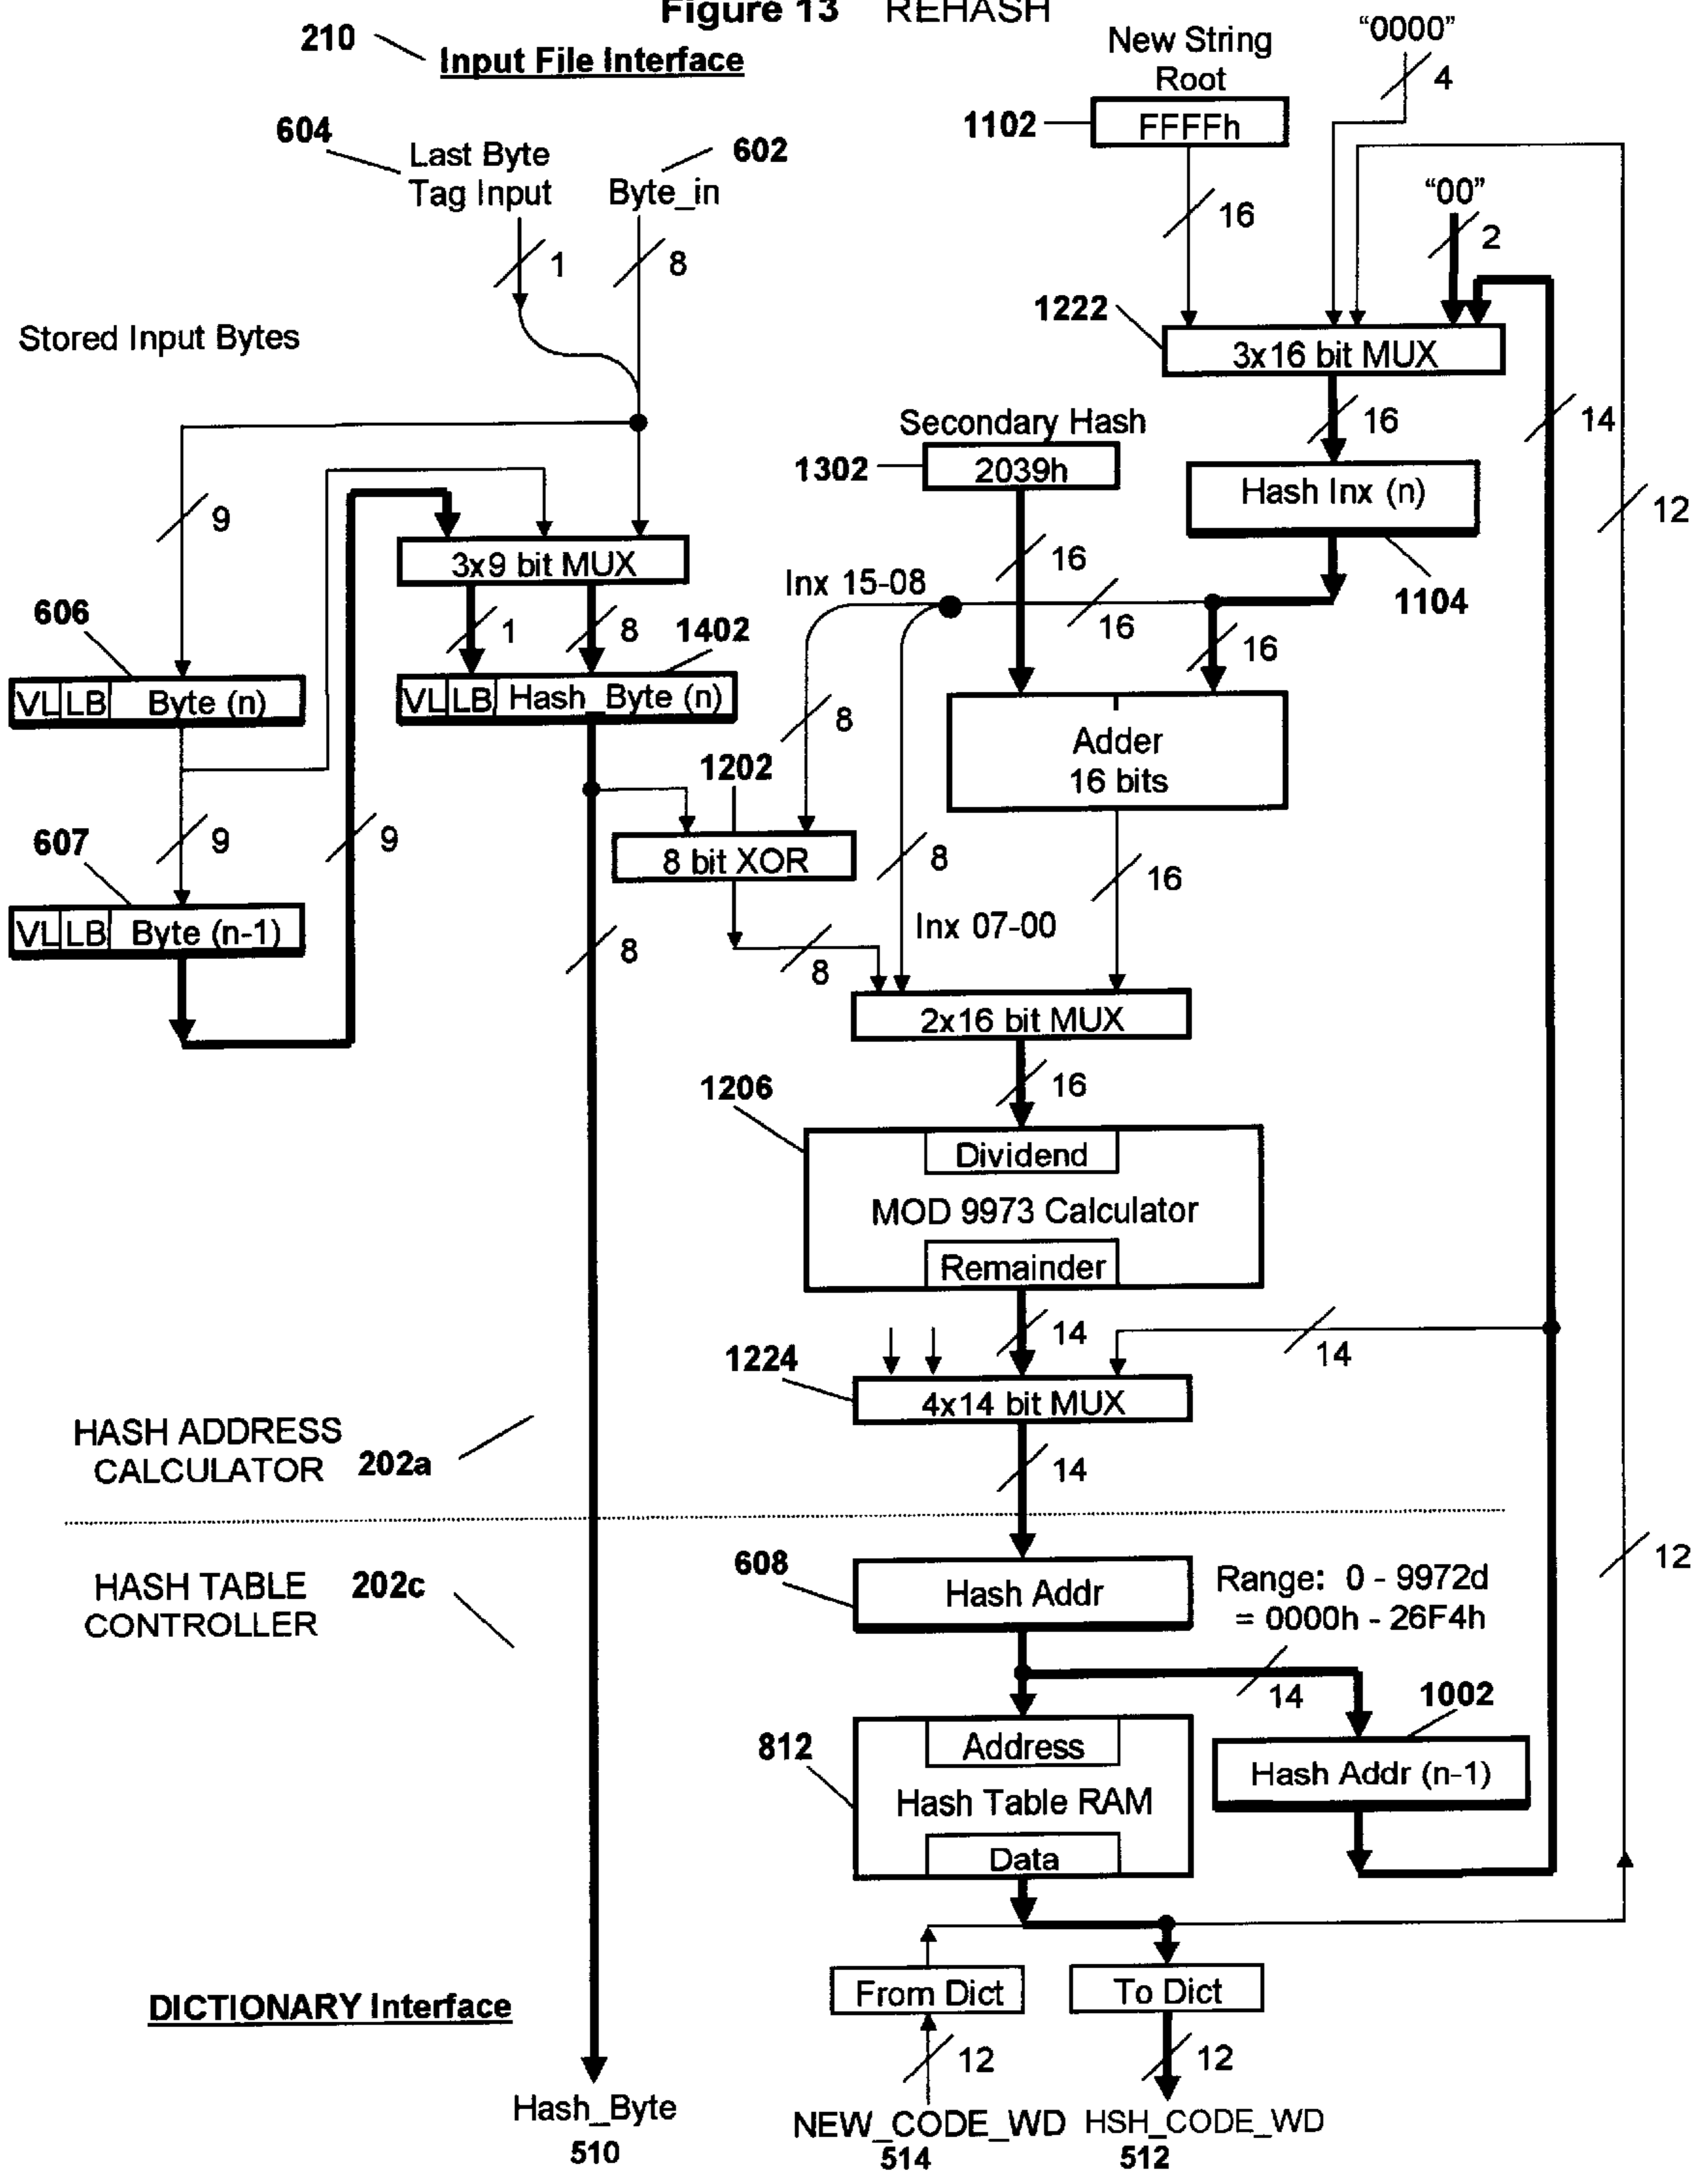 Figure 13 REHASH
210
Input File Interface
New String
Root
"0000"
4
1102
FFFFh
604
Last Byte
Tag Input
602
Byte_in
16
"00"
2
1
8
1222
3x16 bit MUX
Stored Input Bytes
16
14
Secondary Hash
1302
2039h
Hash Inx (n)
12
9
16
3x9 bit MUX
Inx 15-08
1104
606
1
8
1402
16
16
VL LB Byte (n)
VL LB Hash_Byte (n)
8
Adder
16 bits
1202
607
9
9
8 bit XOR
8
16
VL LB Byte (n-1)
Inx 07-00
8
8
2x16 bit MUX
16
1206
Dividend
MOD 9973 Calculator
Remainder
14
14
1224
4x14 bit MUX
HASH ADDRESS
CALCULATOR 202a
14
608
Hash Addr
12
HASH TABLE
CONTROLLER
202c
Range: 0 - 9972d
= 0000h - 26F4h
14
1002
812
Address
Hash Table RAM
Data
Hash Addr (n-1)
From Dict
To Dict
DICTIONARY Interface
12
12
Hash_Byte
510
NEW_CODE_WD
514
HSH_CODE_WD
512